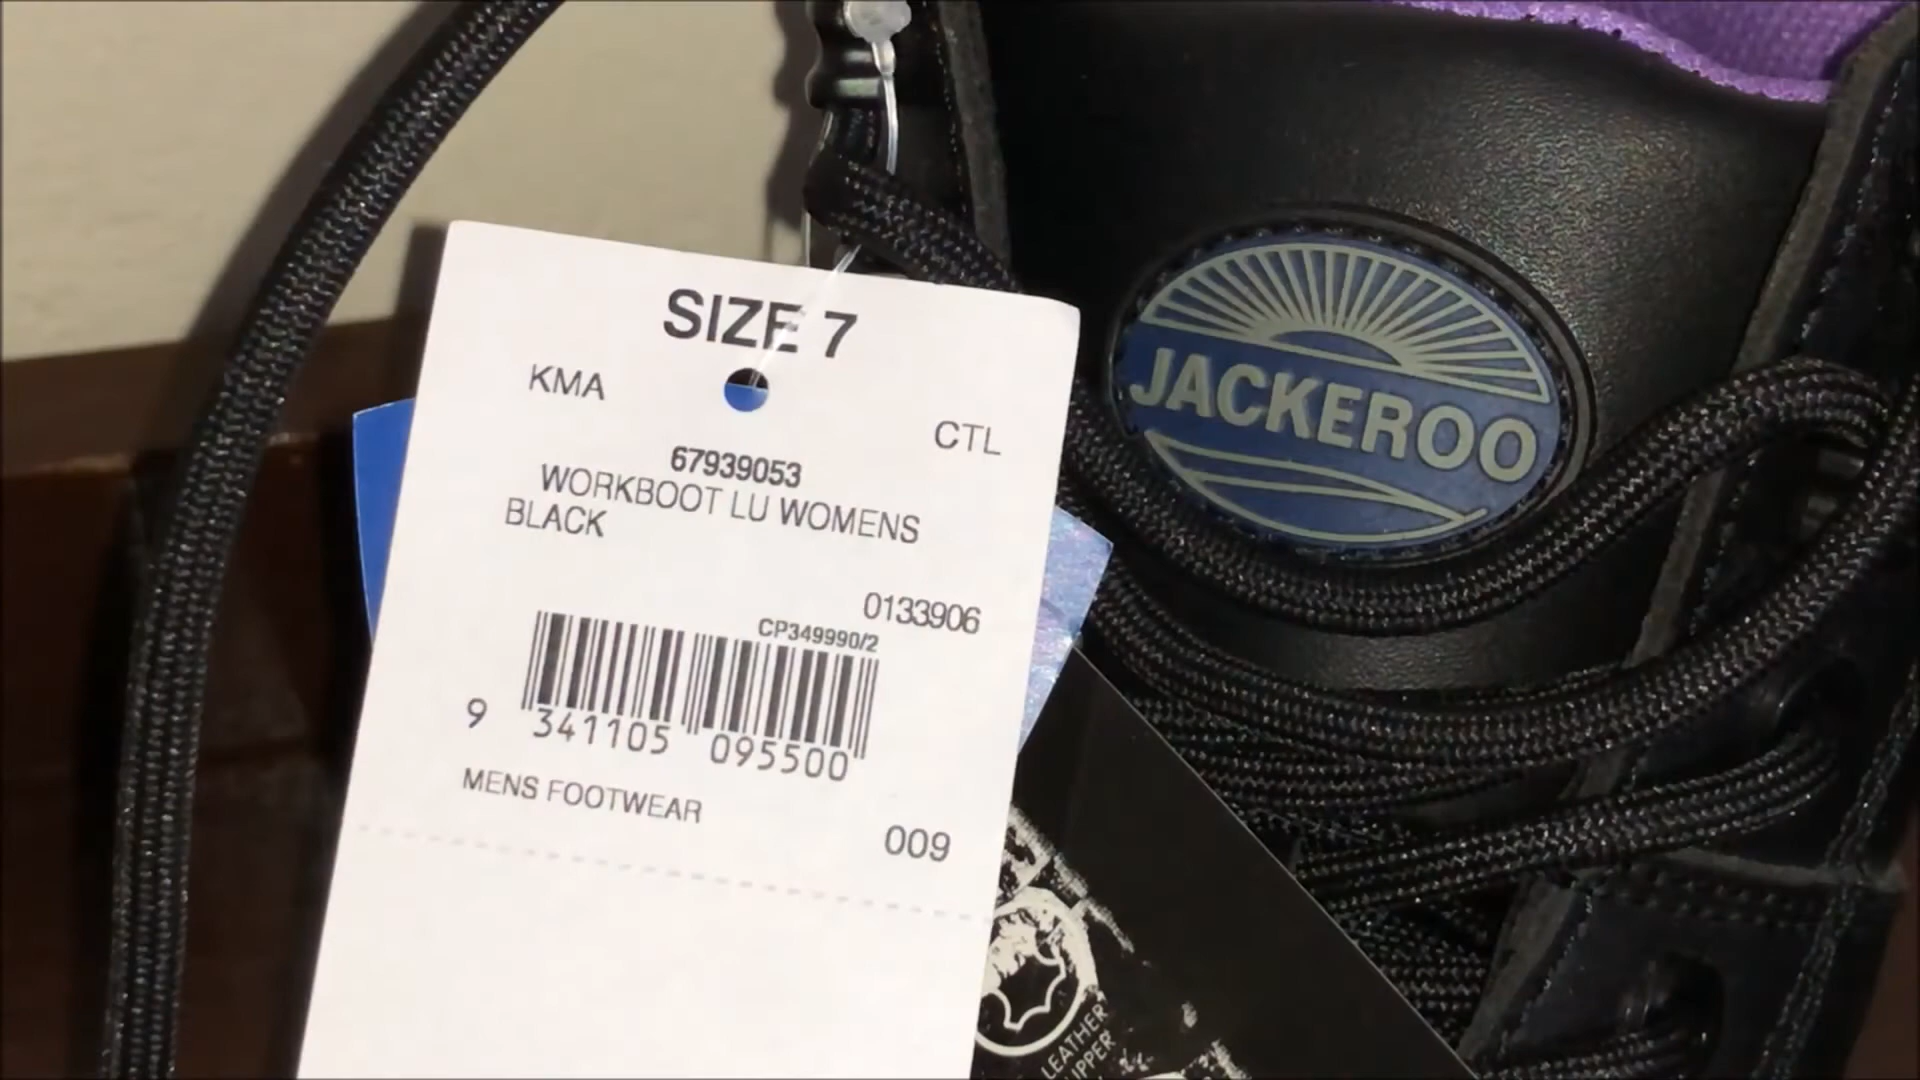 SIZE 7
KMA
CTL
67939053
WORKBOOT LU WOMENS
BLACK
0133906
CP349990/2
9 341105 095500
MENS FOOTWEAR
009
JACKEROO
LEATHER
UPPER